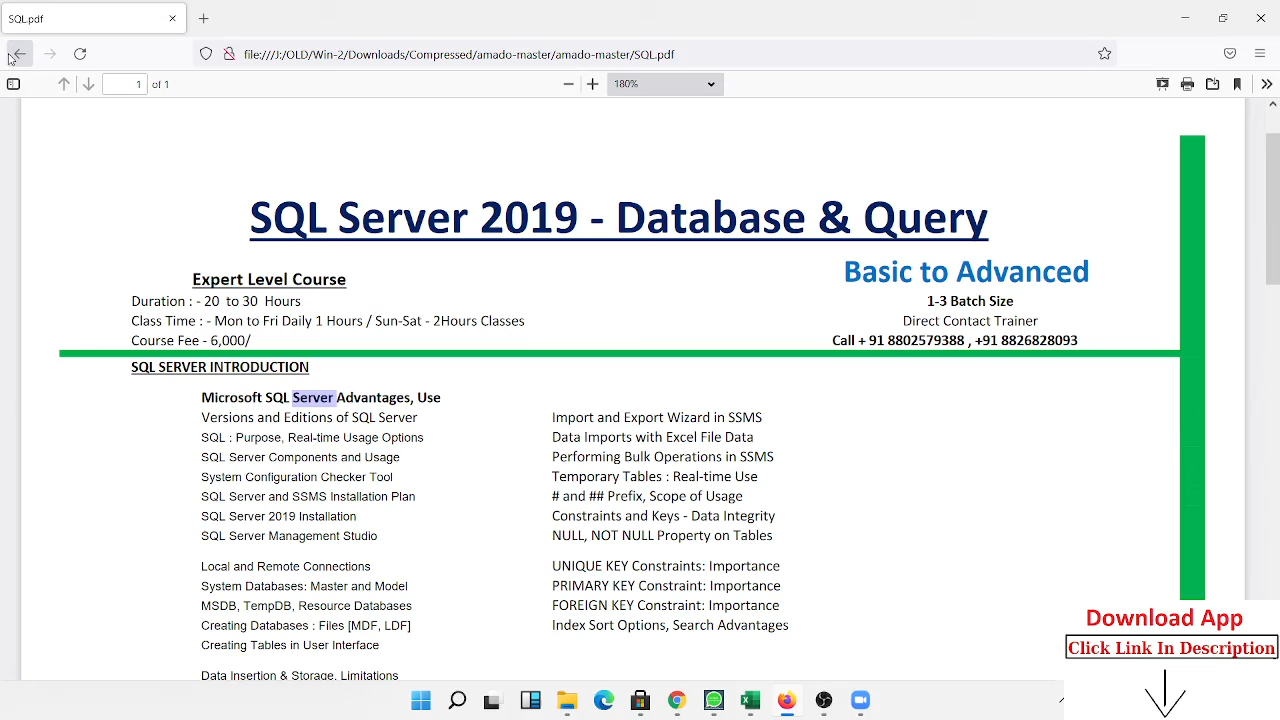 SQL.pdf
file:///J:/OLD/Win-2/Downloads/Compressed/amado-master/amado-master/SQL.pdf
1 of 1
180%
SQL Server 2019 - Database & Query
Basic to Advanced
Expert Level Course
1-3 Batch Size
Duration : - 20 to 30 Hours
Direct Contact Trainer
Class Time : - Mon to Fri Daily 1 Hours / Sun-Sat - 2Hours Classes
Call + 91 8802579388 , +91 8826828093
Course Fee - 6,000/
SQL SERVER INTRODUCTION
Microsoft SQL Server Advantages, Use
Versions and Editions of SQL Server
SQL : Purpose, Real-time Usage Options
SQL Server Components and Usage
System Configuration Checker Tool
SQL Server and SSMS Installation Plan
SQL Server 2019 Installation
SQL Server Management Studio
Local and Remote Connections
System Databases: Master and Model
MSDB, TempDB, Resource Databases
Creating Databases : Files [MDF, LDF]
Creating Tables in User Interface
Data Insertion & Storage, Limitations
Import and Export Wizard in SSMS
Data Imports with Excel File Data
Performing Bulk Operations in SSMS
Temporary Tables : Real-time Use
# and ## Prefix, Scope of Usage
Constraints and Keys - Data Integrity
NULL, NOT NULL Property on Tables
UNIQUE KEY Constraints: Importance
PRIMARY KEY Constraint: Importance
FOREIGN KEY Constraint: Importance
Index Sort Options, Search Advantages
Download App
Click Link In Description